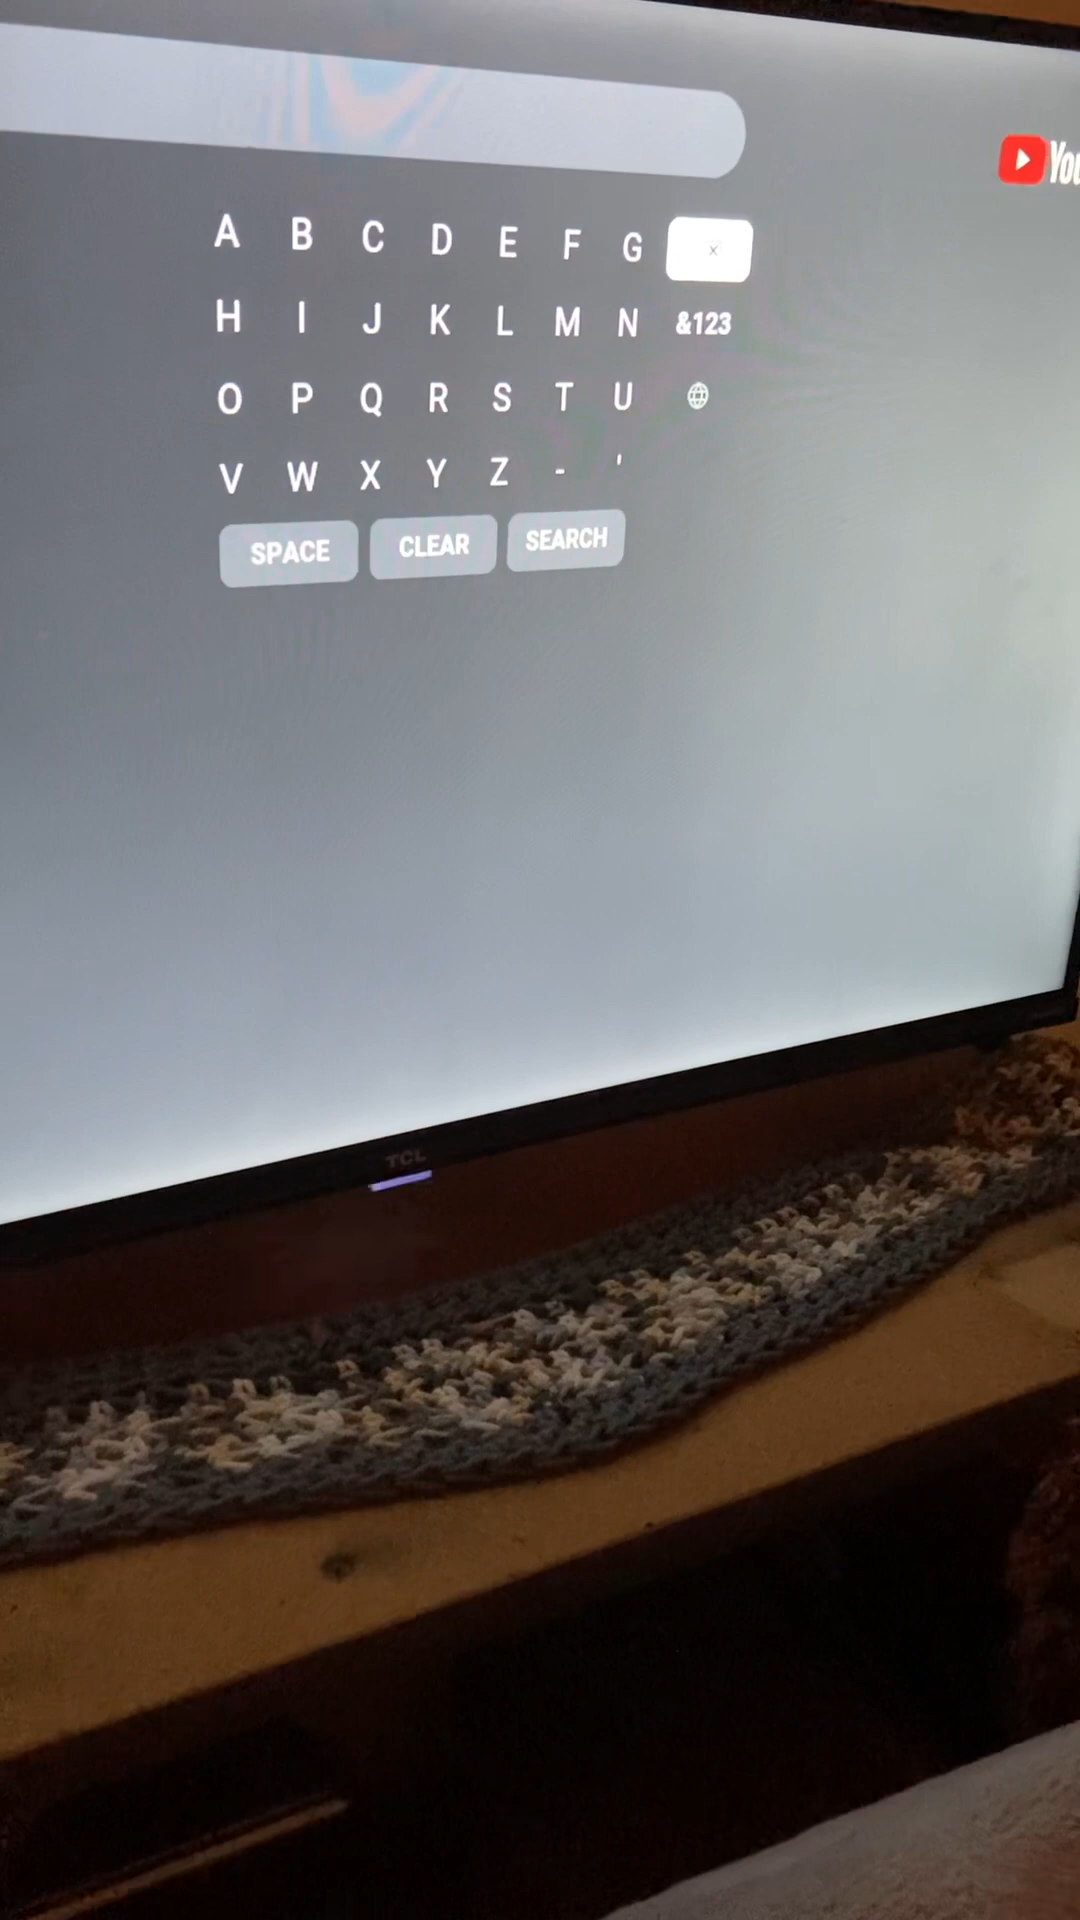 You
A B C D E F G
H I J K L M N &123
O P Q R S T U
V W X Y Z - '
SPACE CLEAR SEARCH
TCL